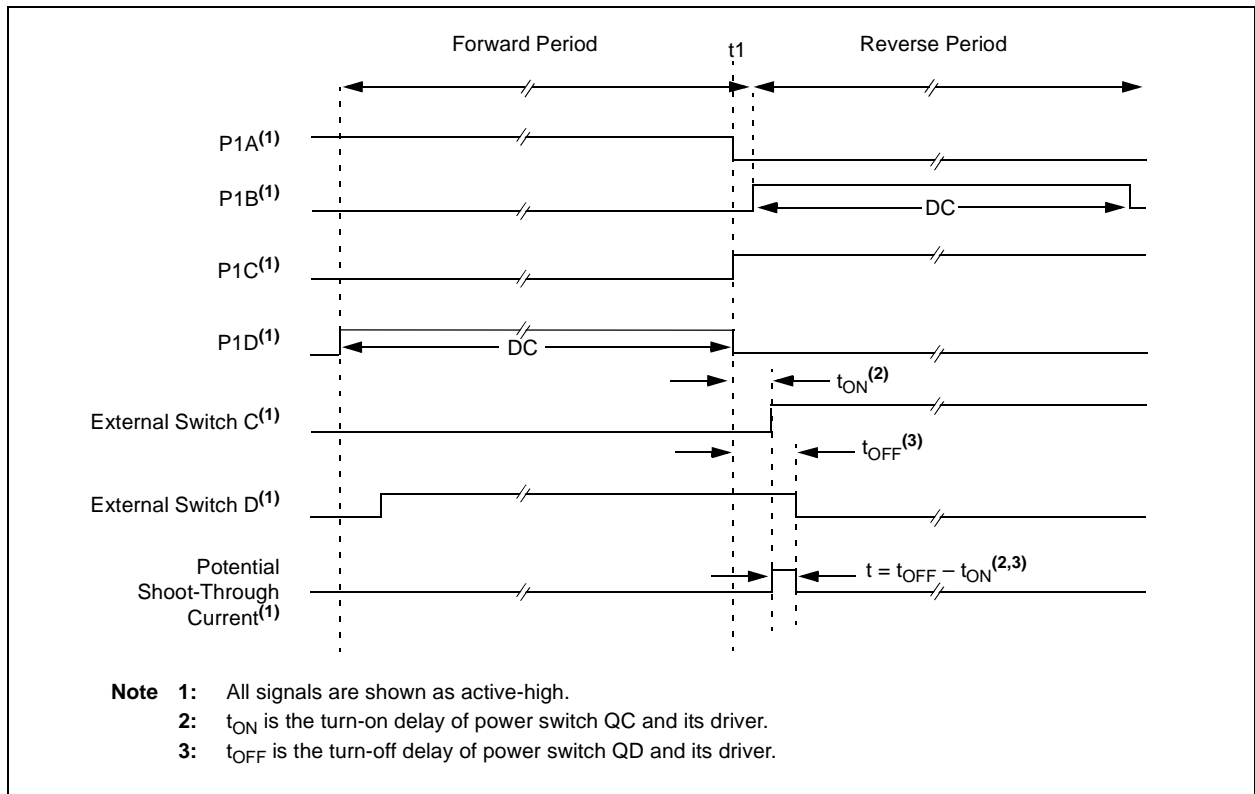 Forward Period
t1
Reverse Period
P1A(1)
P1B(1)
DC
P1C(1)
P1D(1)
DC
tON(2)
External Switch C(1)
tOFF(3)
External Switch D(1)
Potential
Shoot-Through
Current(1)
t = tOFF – tON(2,3)
Note 1: All signals are shown as active-high.
2: tON is the turn-on delay of power switch QC and its driver.
3: tOFF is the turn-off delay of power switch QD and its driver.